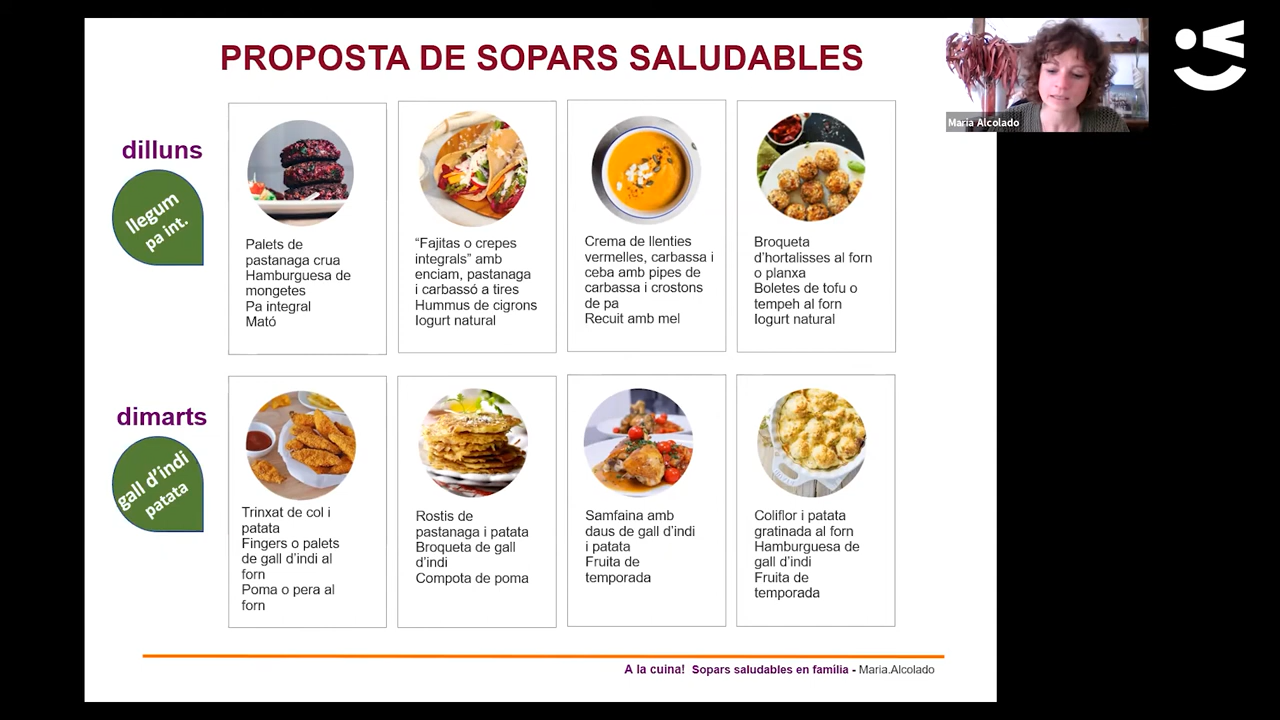 PROPOSTA DE SOPARS SALUDABLES
Maria Alcolado
dilluns
llegum
pa int.
Palets de
pastanaga crua
Hamburguesa de
mongetes
Pa integral
Mató
“Fajitas o crepes
integrals” amb
enciam, pastanaga
i carbassó a tires
Hummus de cigrons
Iogurt natural
Crema de llenties
vermelles, carbassa i
ceba amb pipes de
carbassa i crostons
de pa
Recuit amb mel
Broqueta
d’hortalisses al forn
o planxa
Boletes de tofu o
tempeh al forn
Iogurt natural
dimarts
gall d’indi
patata
Trinxat de col i
patata
Fingers o palets
de gall d’indi al
forn
Poma o pera al
forn
Rostis de
pastanaga i patata
Broqueta de gall
d’indi
Compota de poma
Samfaina amb
daus de gall d’indi
i patata
Fruita de
temporada
Coliflor i patata
gratinada al forn
Hamburguesa de
gall d’indi
Fruita de
temporada
A la cuina! Sopars saludables en familia - Maria.Alcolado